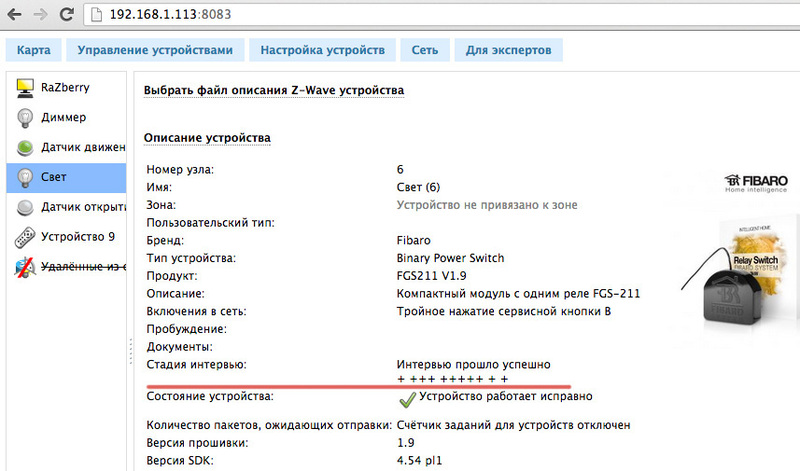 192.168.1.113:8083
Карта Управление устройствами Настройка устройств Сеть Для экспертов
RaZberry
Диммер
Датчик движен
Свет
Датчик открыти
Устройство 9
Удалённые из с
Выбрать файл описания Z-Wave устройства
Описание устройства
Номер узла: 6
Имя: Свет (6)
Зона: Устройство не привязано к зоне
Пользовательский тип:
Бренд: Fibaro
Тип устройства: Binary Power Switch
Продукт: FGS211 V1.9
Описание: Компактный модуль с одним реле FGS-211
Включения в сеть: Тройное нажатие сервисной кнопки B
Пробуждение:
Документы:
Стадия интервью: Интервью прошло успешно
+ +++ +++++ + +
Состояние устройства: Устройство работает исправно
Количество пакетов, ожидающих отправки: Счётчик заданий для устройств отключен
Версия прошивки: 1.9
Версия SDK: 4.54 pl1
FIBARO
Home intelligence
INTELLIGENT HOME
Relay Switch
FIBARO